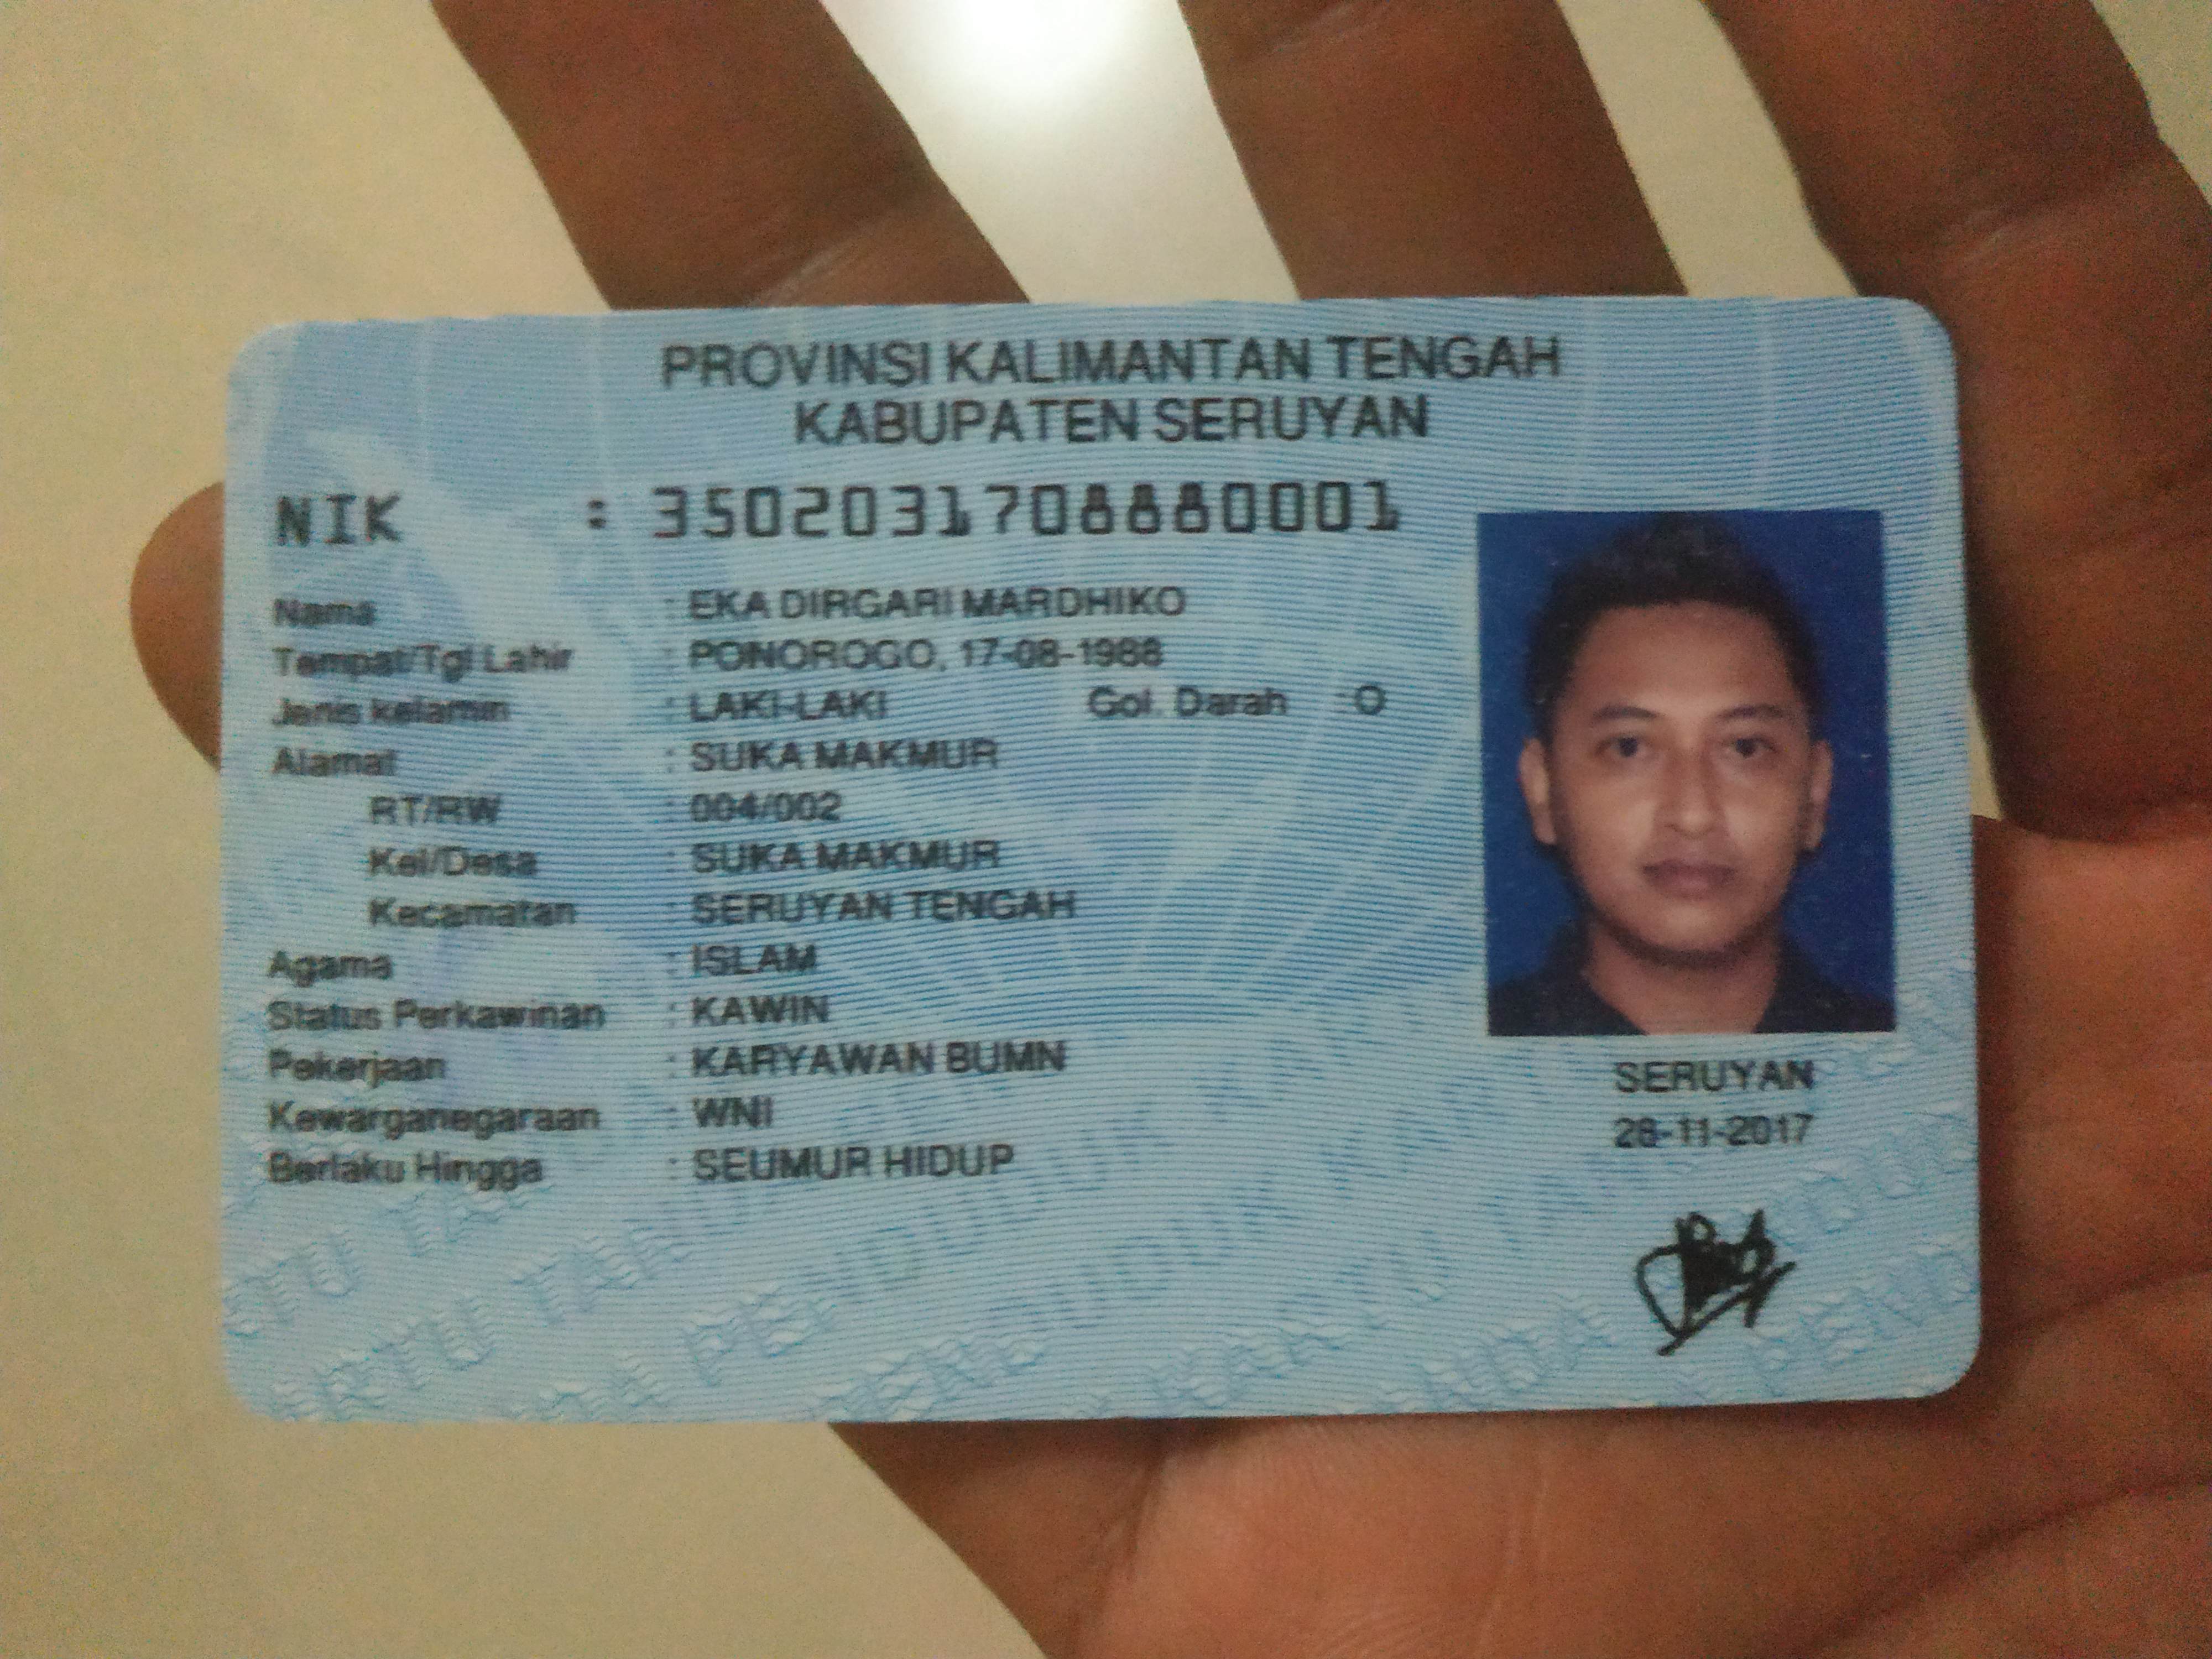 PROVINSI KALIMANTAN TENGAH
KABUPATEN SERUYAN
NIK : 3502031708880001
Nama : EKA DIRGARI MARDHIKO
Tempat/Tgl Lahir : PONOROGO, 17-08-1988
Jenis kelamin : LAKI-LAKI Gol. Darah : O
Alamat : SUKA MAKMUR
RT/RW : 004/002
Kel/Desa : SUKA MAKMUR
Kecamatan : SERUYAN TENGAH
Agama : ISLAM
Status Perkawinan : KAWIN
Pekerjaan : KARYAWAN BUMN
Kewarganegaraan : WNI
Berlaku Hingga : SEUMUR HIDUP
SERUYAN
28-11-2017